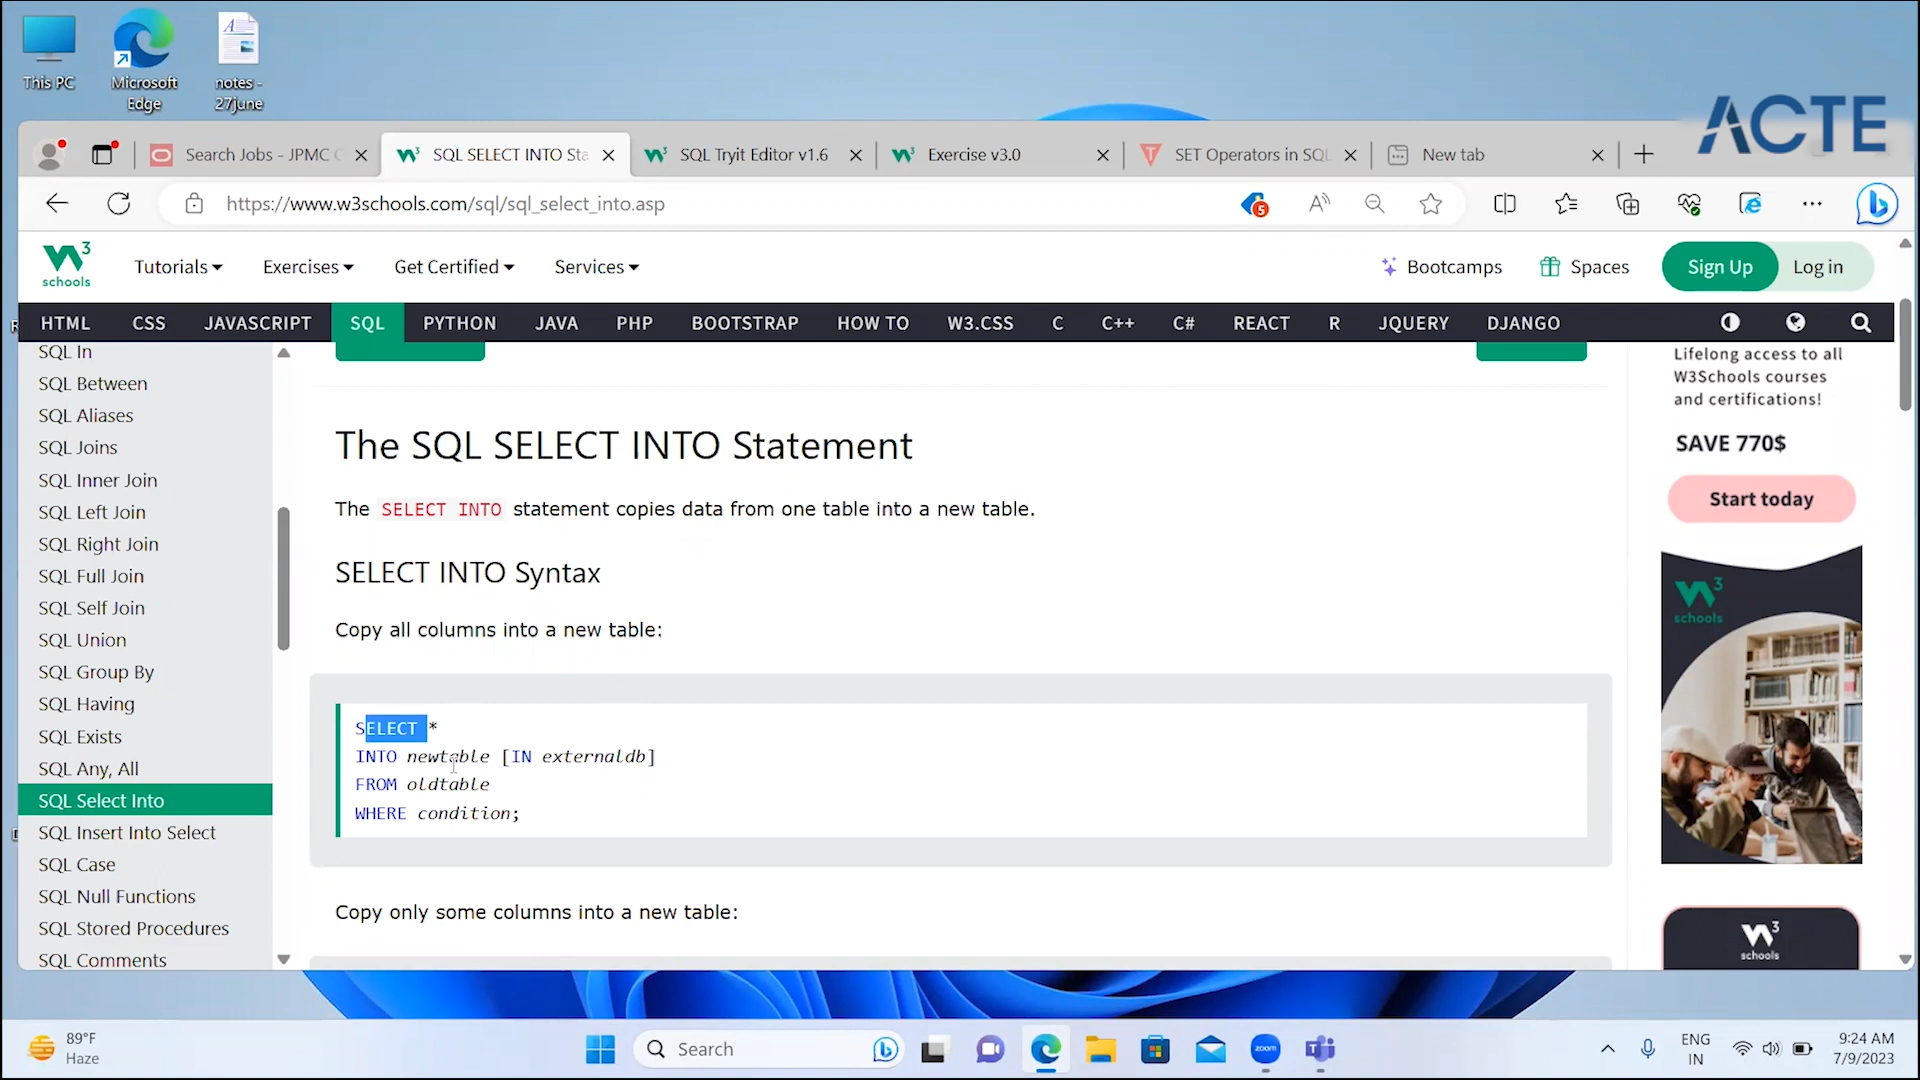 This PC
Microsoft Edge
notes - 27june
ACTE
Search Jobs - JPMC C
SQL SELECT INTO Sta
SQL Tryit Editor v1.6
Exercise v3.0
SET Operators in SQL
New tab
https://www.w3schools.com/sql/sql_select_into.asp
5
3
schools
Tutorials
Exercises
Get Certified
Services
Bootcamps
Spaces
Sign Up
Log in
HTML
CSS
JAVASCRIPT
SQL
PYTHON
JAVA
PHP
BOOTSTRAP
HOW TO
W3.CSS
C
C++
C#
REACT
R
JQUERY
DJANGO
SQL In
SQL Between
SQL Aliases
SQL Joins
SQL Inner Join
SQL Left Join
SQL Right Join
SQL Full Join
SQL Self Join
SQL Union
SQL Group By
SQL Having
SQL Exists
SQL Any, All
SQL Select Into
SQL Insert Into Select
SQL Case
SQL Null Functions
SQL Stored Procedures
SQL Comments
The SQL SELECT INTO Statement
The SELECT INTO statement copies data from one table into a new table.
SELECT INTO Syntax
Copy all columns into a new table:
SELECT *
INTO newtable [IN externaldb]
FROM oldtable
WHERE condition;
Copy only some columns into a new table:
Lifelong access to all
W3Schools courses
and certifications!
SAVE 770$
Start today
3
schools
3
schools
89°F
Haze
Search
zoom
ENG
IN
9:24 AM
7/9/2023